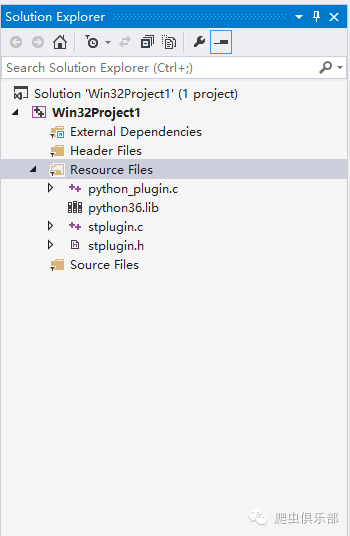 Solution Explorer
Search Solution Explorer (Ctrl+;)
Solution 'Win32Project1' (1 project)
Win32Project1
External Dependencies
Header Files
Resource Files
python_plugin.c
python36.lib
stplugin.c
stplugin.h
Source Files
爬虫俱乐部